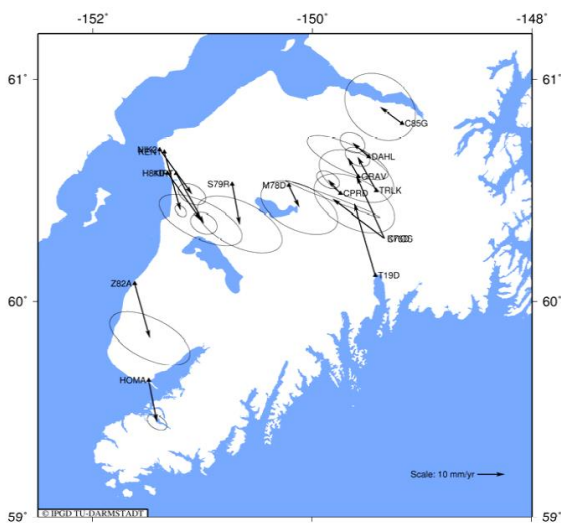 -152° -150° -148°
61° 61°
C85G
DAHL
GRAV
S79R
M78D
TRLK
CPRD
60° 60°
T19D
Z82A
HOMA
Scale: 10 mm/yr
© IPGD TU-DARMSTADT
59° 59°